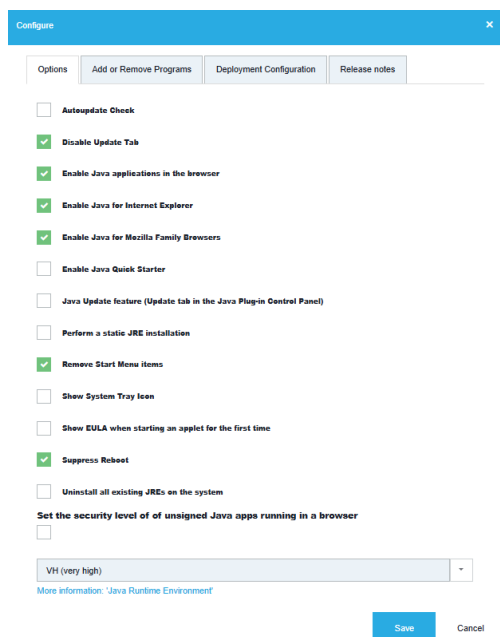 Configure ×
Options Add or Remove Programs Deployment Configuration Release notes
Autoupdate Check
Disable Update Tab
Enable Java applications in the browser
Enable Java for Internet Explorer
Enable Java for Mozilla Family Browsers
Enable Java Quick Starter
Java Update feature (Update tab in the Java Plug-in Control Panel)
Perform a static JRE installation
Remove Start Menu items
Show System Tray Icon
Show EULA when starting an applet for the first time
Suppress Reboot
Uninstall all existing JREs on the system
Set the security level of of unsigned Java apps running in a browser
VH (very high)
More information: 'Java Runtime Environment'
Save Cancel